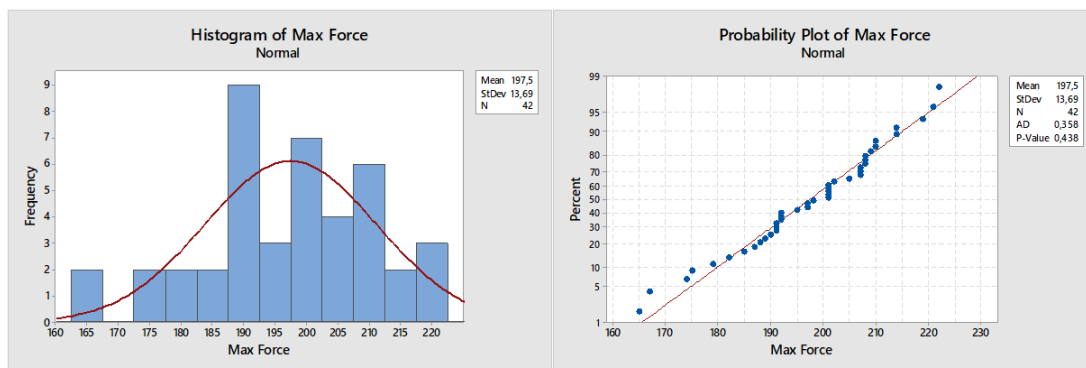 Histogram of Max Force
Normal
Mean 197,5
StDev 13,69
N 42
Frequency
9
8
7
6
5
4
3
2
1
0
160 165 170 175 180 185 190 195 200 205 210 215 220
Max Force
Probability Plot of Max Force
Normal
Mean 197,5
StDev 13,69
N 42
AD 0,358
P-Value 0,438
Percent
99
95
90
80
70
60
50
40
30
20
10
5
1
160 170 180 190 200 210 220 230
Max Force